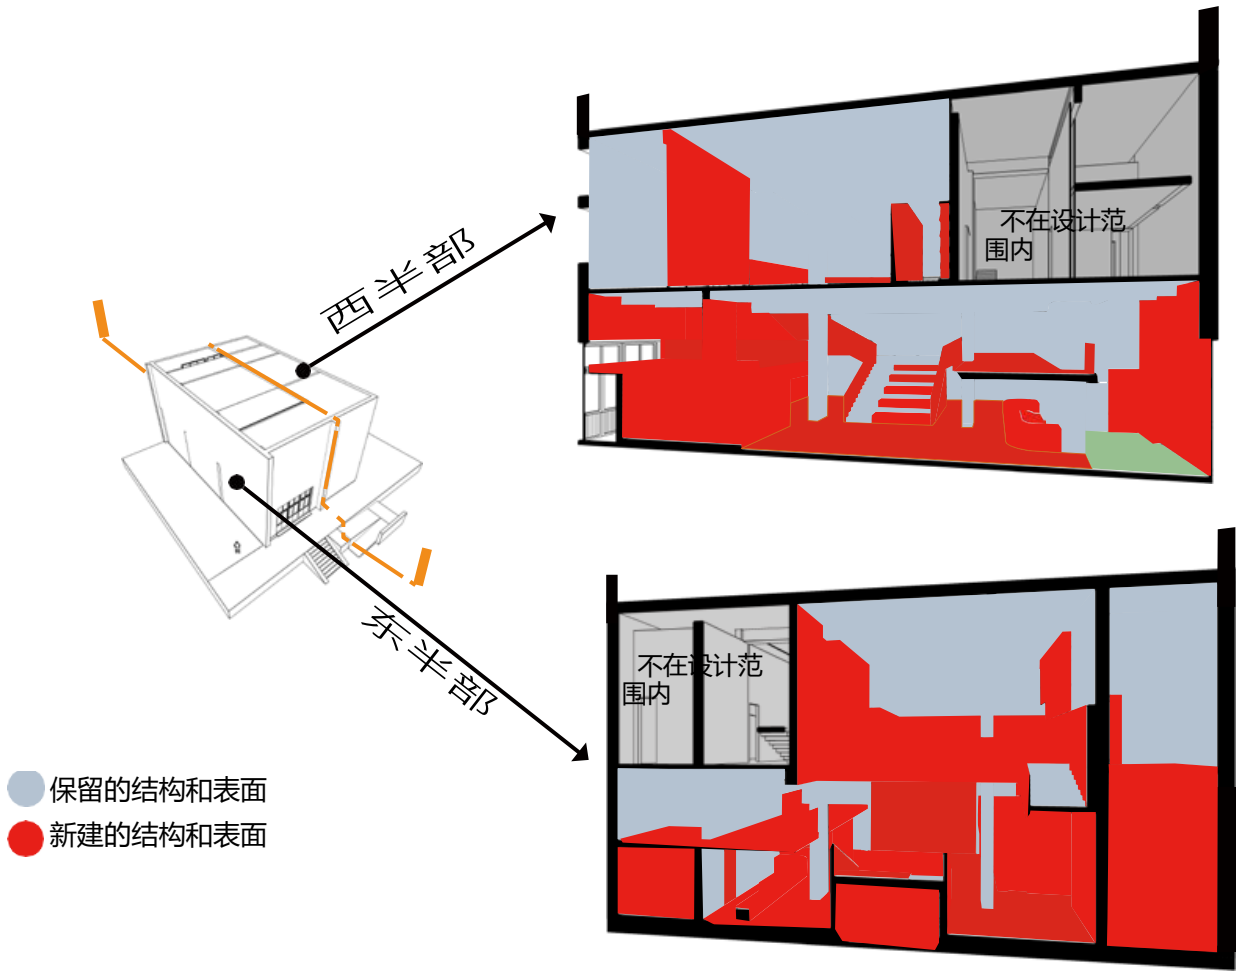 不在设计范
围内
西半部
东半部
不在设计范
围内
保留的结构和表面
新建的结构和表面